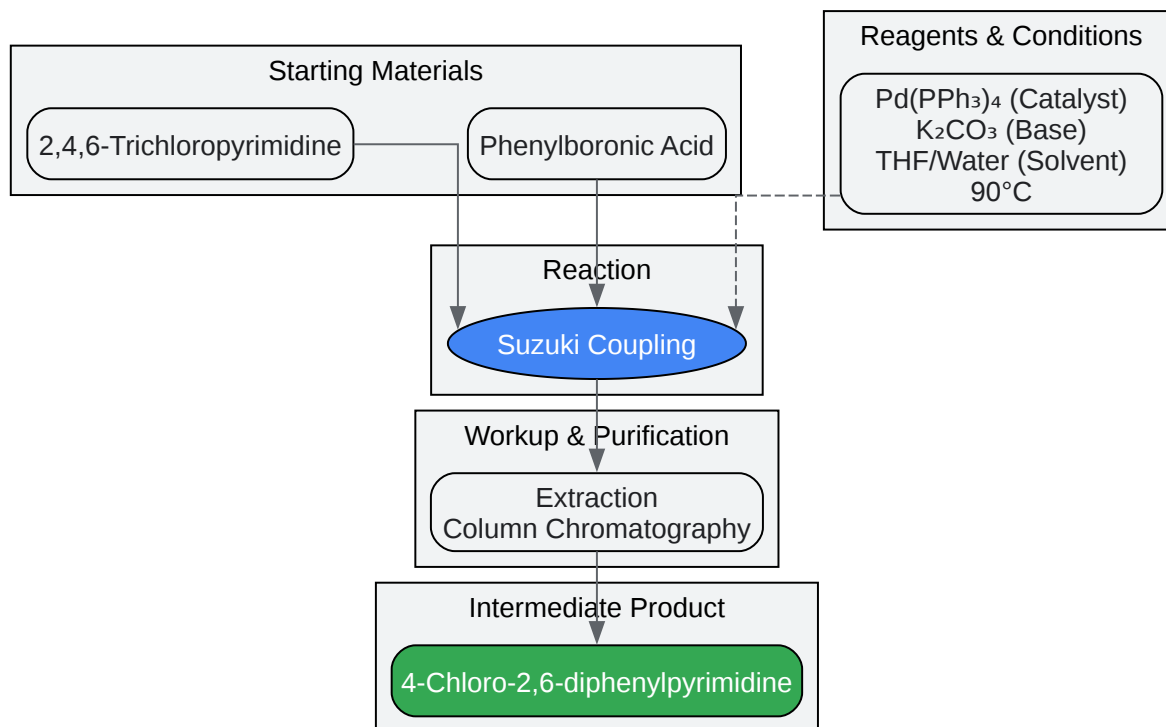 Reagents & Conditions
Starting Materials
Pd(PPh₃)₄ (Catalyst)
K₂CO₃ (Base)
THF/Water (Solvent)
90°C
2,4,6-Trichloropyrimidine
Phenylboronic Acid
Reaction
Suzuki Coupling
Workup & Purification
Extraction
Column Chromatography
Intermediate Product
4-Chloro-2,6-diphenylpyrimidine